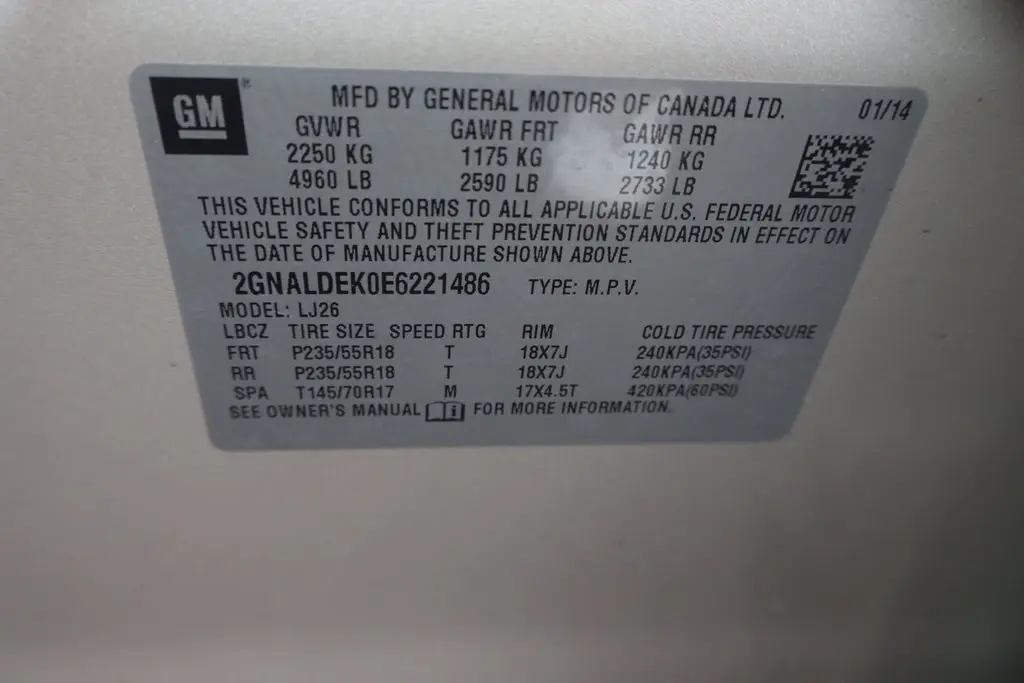 GM ®
MFD BY GENERAL MOTORS OF CANADA LTD. 01/14
GVWR GAWR FRT GAWR RR
2250 KG 1175 KG 1240 KG
4960 LB 2590 LB 2733 LB
THIS VEHICLE CONFORMS TO ALL APPLICABLE U.S. FEDERAL MOTOR
VEHICLE SAFETY AND THEFT PREVENTION STANDARDS IN EFFECT ON
THE DATE OF MANUFACTURE SHOWN ABOVE.
2GNALDEK0E6221486 TYPE: M.P.V.
MODEL: LJ26
LBCZ TIRE SIZE SPEED RTG RIM COLD TIRE PRESSURE
FRT P235/55R18 T 18X7J 240KPA(35PSI)
RR P235/55R18 T 18X7J 240KPA(35PSI)
SPA T145/70R17 M 17X4.5T 420KPA(60PSI)
SEE OWNER'S MANUAL i FOR MORE INFORMATION.